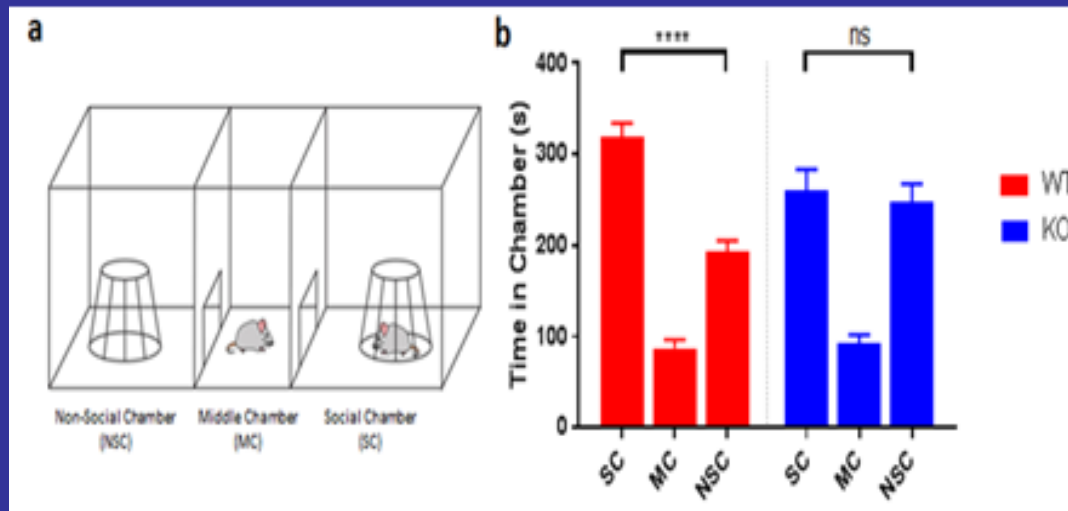 a
Non-Social Chamber
(NSC)
Middle Chamber
(MC)
Social Chamber
(SC)
b
****
ns
Time in Chamber (s)
400
300
200
100
0
SC
MC
NSC
SC
MC
NSC
WT
KO